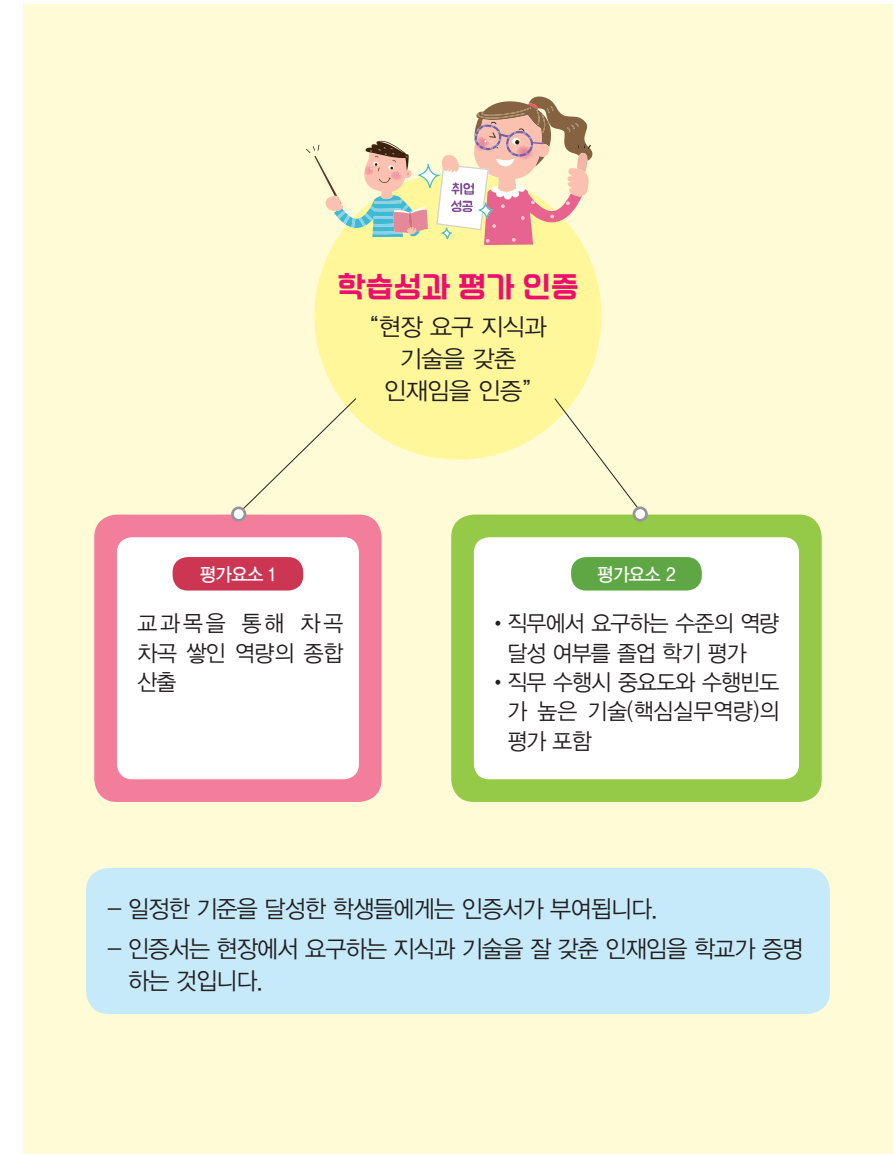 취업
성공
학습성과 평가 인증
“현장 요구 지식과
기술을 갖춘
인재임을 인증”
평가요소 1
교과목을 통해 차곡
차곡 쌓인 역량의 종합
산출
평가요소 2
• 직무에서 요구하는 수준의 역량
달성 여부를 졸업 학기 평가
• 직무 수행시 중요도와 수행빈도
가 높은 기술(핵심실무역량)의
평가 포함
– 일정한 기준을 달성한 학생들에게는 인증서가 부여됩니다.
– 인증서는 현장에서 요구하는 지식과 기술을 잘 갖춘 인재임을 학교가 증명
하는 것입니다.